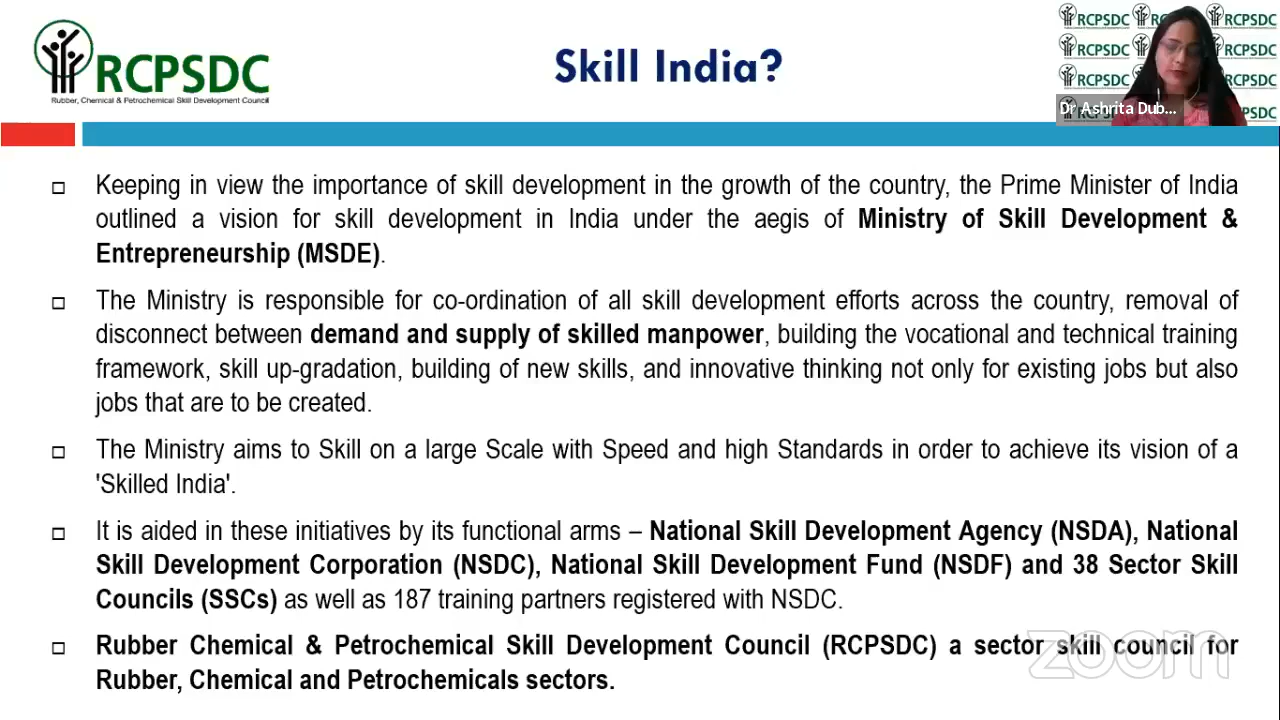 RCPSDC
Rubber, Chemical & Petrochemical Skill Development Council
Skill India?
RCPSDC
RCPSDC
RCPSDC
RCPSDC
RCPSDC
RCPSDC
Dr Ashrita Dub...
Keeping in view the importance of skill development in the growth of the country, the Prime Minister of India
outlined a vision for skill development in India under the aegis of Ministry of Skill Development &
Entrepreneurship (MSDE).
The Ministry is responsible for co-ordination of all skill development efforts across the country, removal of
disconnect between demand and supply of skilled manpower, building the vocational and technical training
framework, skill up-gradation, building of new skills, and innovative thinking not only for existing jobs but also
jobs that are to be created.
The Ministry aims to Skill on a large Scale with Speed and high Standards in order to achieve its vision of a
'Skilled India'.
It is aided in these initiatives by its functional arms – National Skill Development Agency (NSDA), National
Skill Development Corporation (NSDC), National Skill Development Fund (NSDF) and 38 Sector Skill
Councils (SSCs) as well as 187 training partners registered with NSDC.
Rubber Chemical & Petrochemical Skill Development Council (RCPSDC) a sector skill council for
Rubber, Chemical and Petrochemicals sectors.
zoom